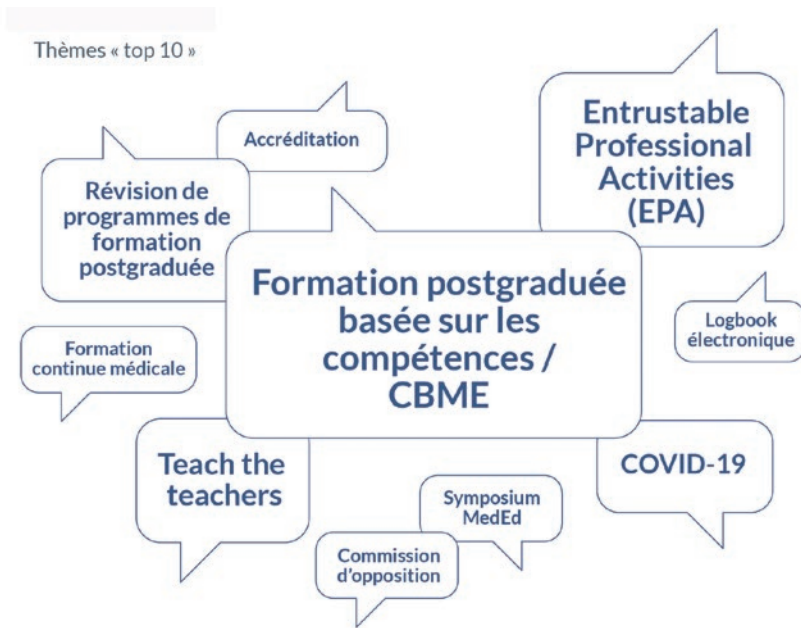 Thèmes « top 10 »
Accréditation
Entrustable
Professional
Activities
(EPA)
Révision de
programmes de
formation
postgraduée
Formation postgraduée
basée sur les
compétences /
CBME
Logbook
électronique
Formation
continue médicale
Teach the
teachers
COVID-19
Symposium
MedEd
Commission
d'opposition